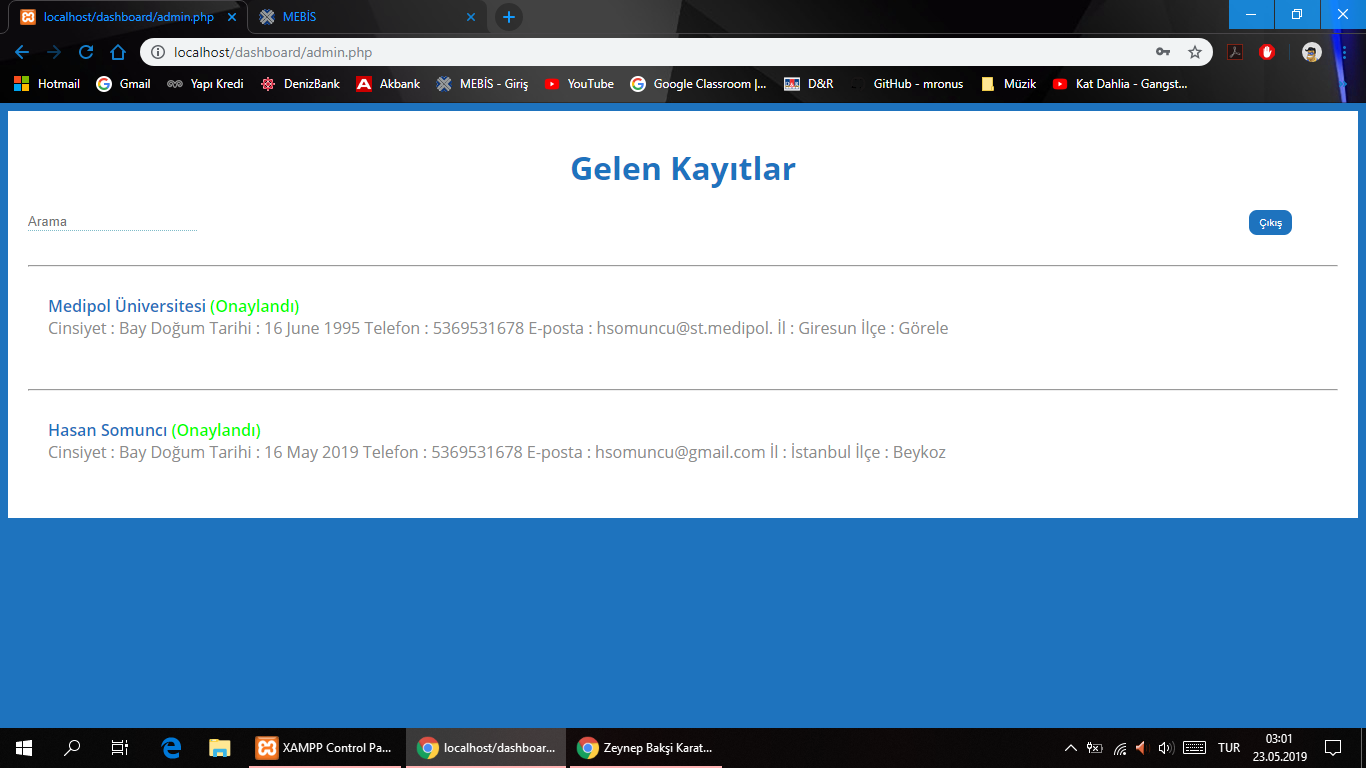 localhost/dashboard/admin.php
MEBİS
localhost/dashboard/admin.php
Hotmail Gmail Yapı Kredi DenizBank Akbank MEBİS - Giriş YouTube Google Classroom |... D&R GitHub - mronus Müzik Kat Dahlia - Gangst...
Gelen Kayıtlar
Arama
Çıkış
Medipol Üniversitesi (Onaylandı)
Cinsiyet : Bay Doğum Tarihi : 16 June 1995 Telefon : 5369531678 E-posta : hsomuncu@st.medipol. İl : Giresun İlçe : Görele
Hasan Somuncı (Onaylandı)
Cinsiyet : Bay Doğum Tarihi : 16 May 2019 Telefon : 5369531678 E-posta : hsomuncu@gmail.com İl : İstanbul İlçe : Beykoz
XAMPP Control Pa... localhost/dashboar... Zeynep Bakşi Karat...
TUR
03:01
23.05.2019